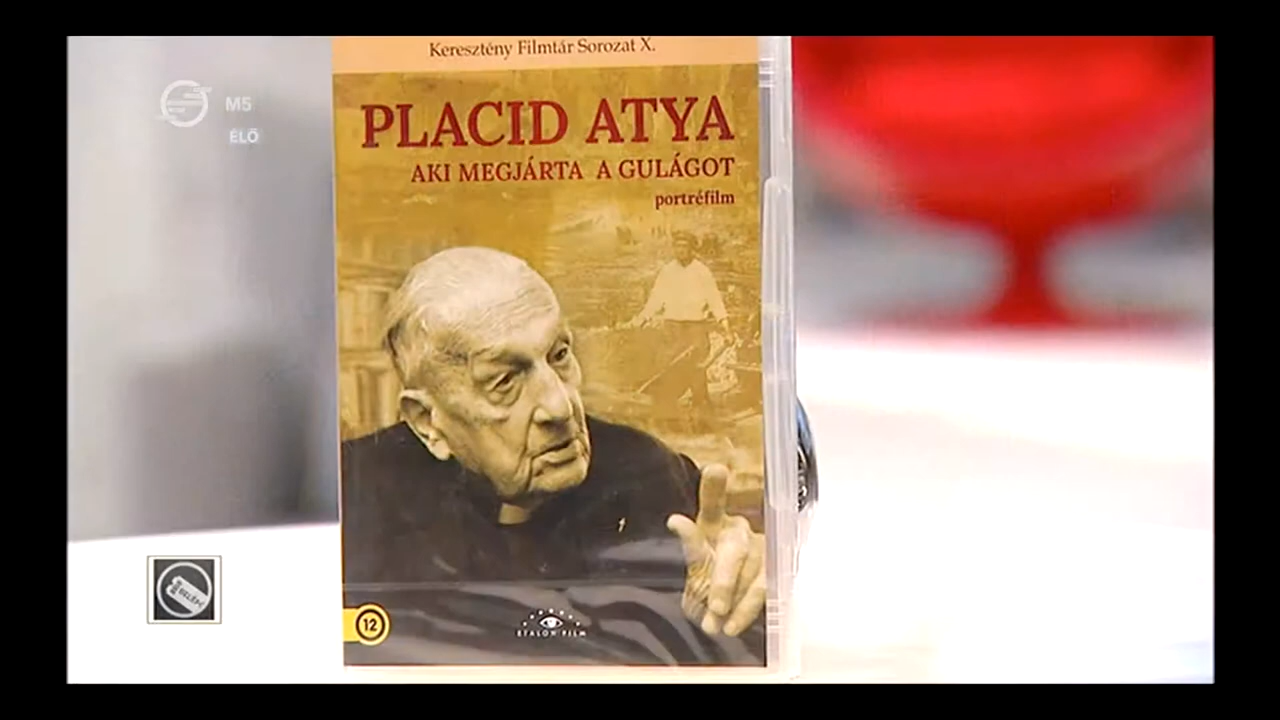 Keresztény Filmtár Sorozat X.
PLACID ATYA
AKI MEGJÁRTA A GULÁGOT
portréfilm
M5
ÉLŐ
12
ETALON FILM